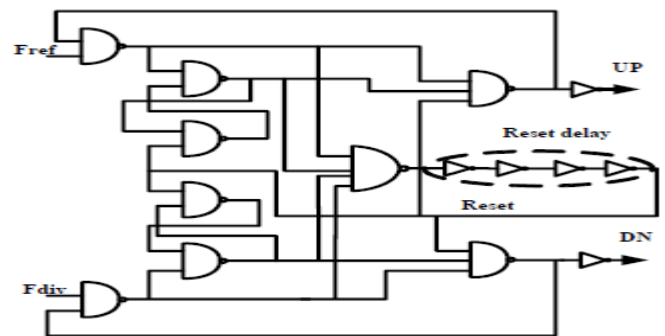 Fref
UP
Reset delay
Reset
DN
Fdiv